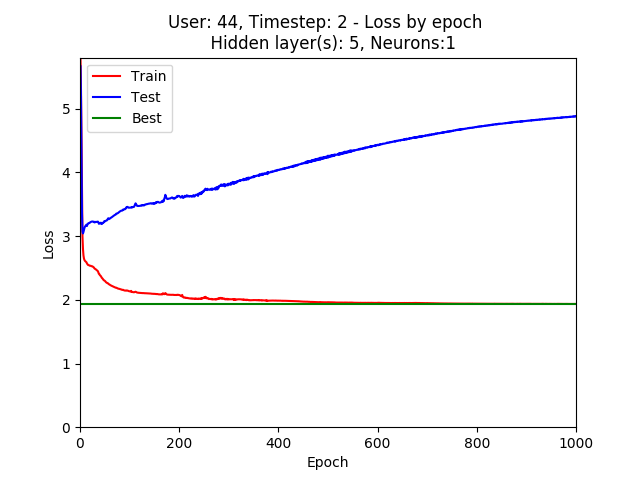 User: 44, Timestep: 2 - Loss by epoch
Hidden layer(s): 5, Neurons:1
Train
Test
Best
5
4
3
2
1
0
Loss
0 200 400 600 800 1000
Epoch